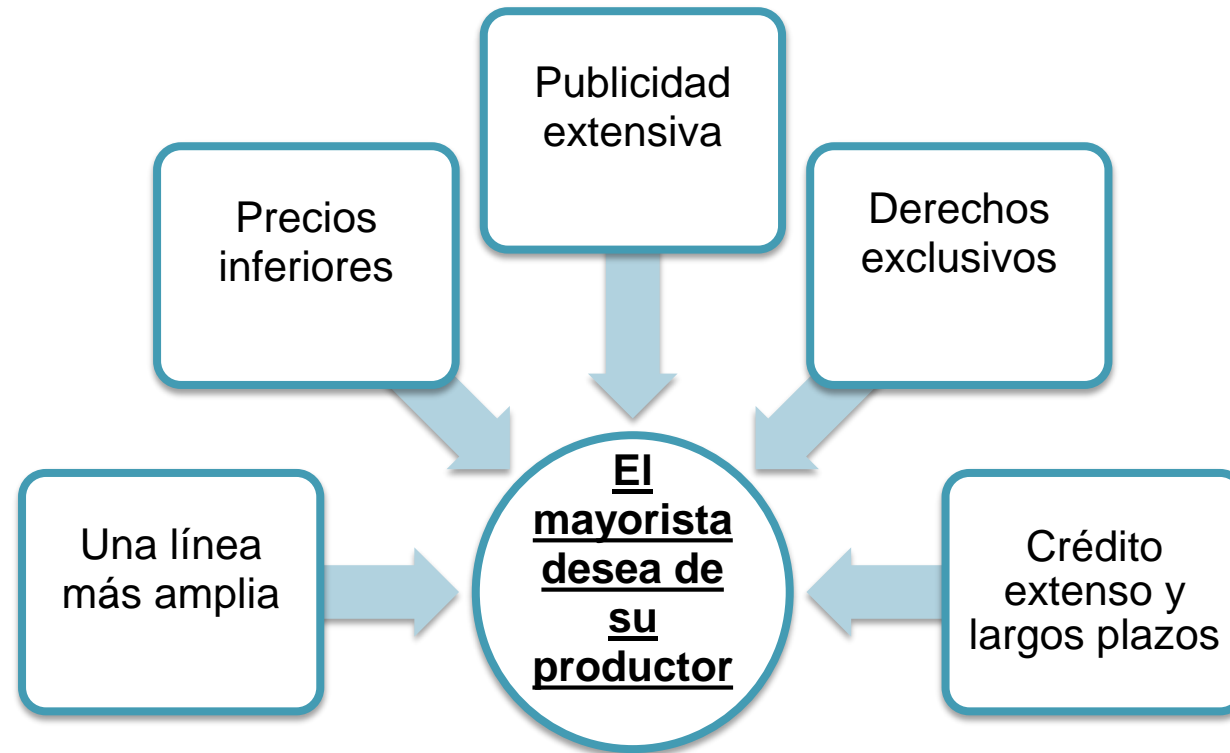 Publicidad
extensiva
Precios
inferiores
Derechos
exclusivos
Una línea
más amplia
El
mayorista
desea de
su
productor
Crédito
extenso y
largos plazos